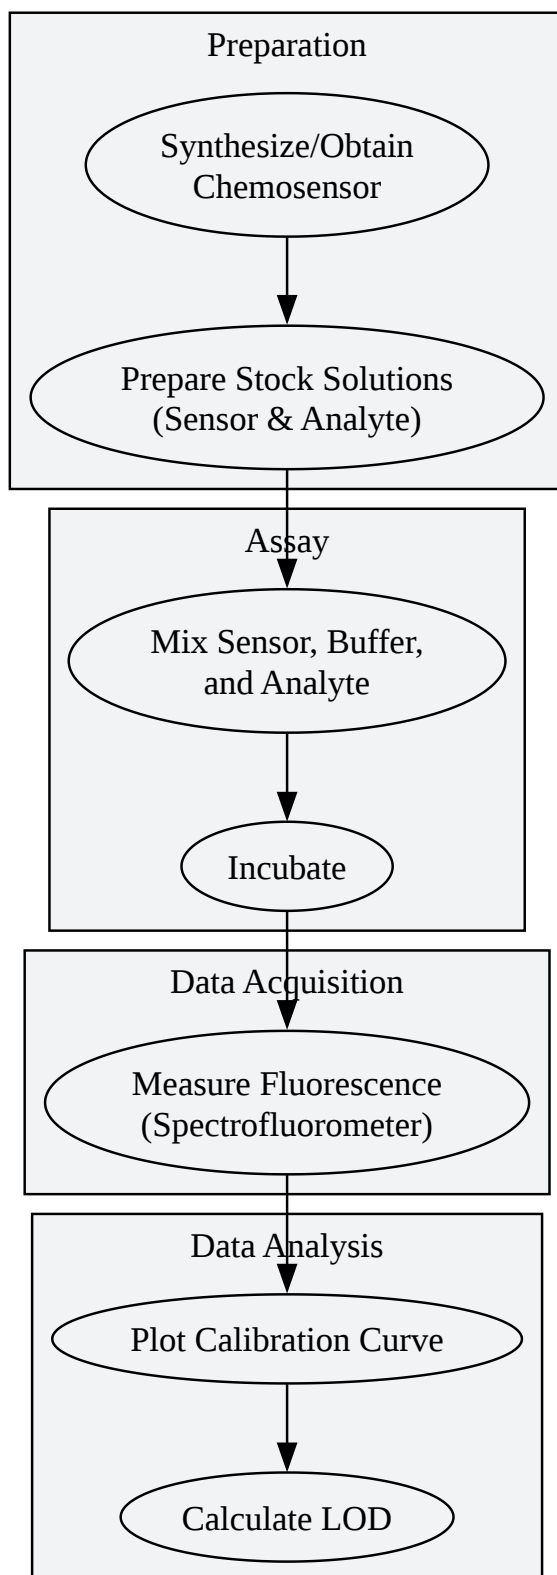 Preparation
Synthesize/Obtain
Chemosensor
Prepare Stock Solutions
(Sensor & Analyte)
Assay
Mix Sensor, Buffer,
and Analyte
Incubate
Data Acquisition
Measure Fluorescence
(Spectrofluorometer)
Data Analysis
Plot Calibration Curve
Calculate LOD